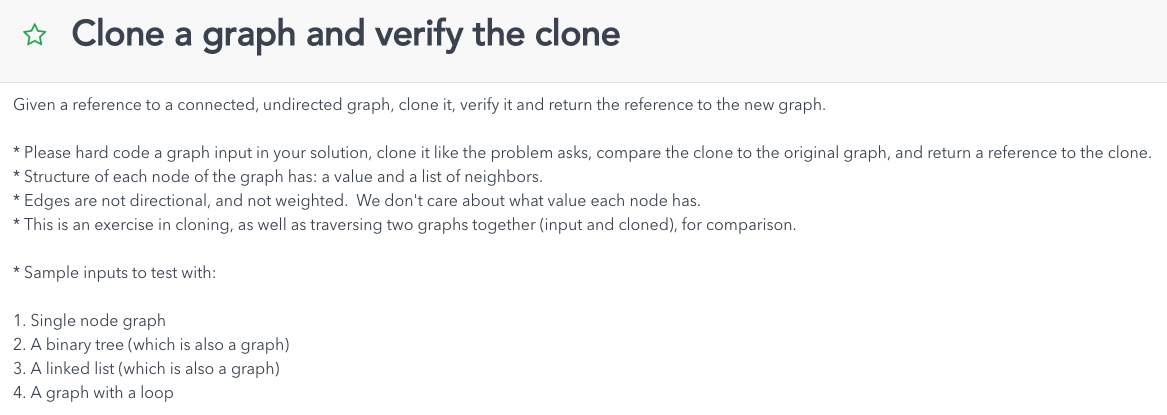 Clone a graph and verify the clone
Given a reference to a connected, undirected graph, clone it, verify it and return the reference to the new graph.
* Please hard code a graph input in your solution, clone it like the problem asks, compare the clone to the original graph, and return a reference to the clone.
* Structure of each node of the graph has: a value and a list of neighbors.
* Edges are not directional, and not weighted.  We don't care about what value each node has.
* This is an exercise in cloning, as well as traversing two graphs together (input and cloned), for comparison.
* Sample inputs to test with:
1. Single node graph
2. A binary tree (which is also a graph)
3. A linked list (which is also a graph)
4. A graph with a loop